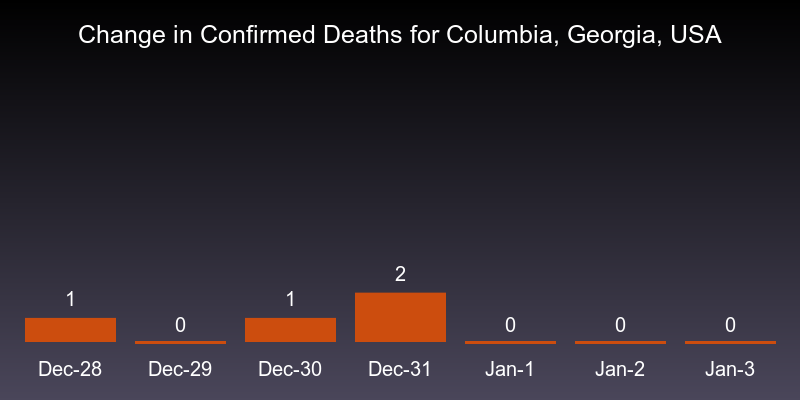 Change in Confirmed Deaths for Columbia, Georgia, USA
1
0
1
2
0
0
0
Dec-28
Dec-29
Dec-30
Dec-31
Jan-1
Jan-2
Jan-3